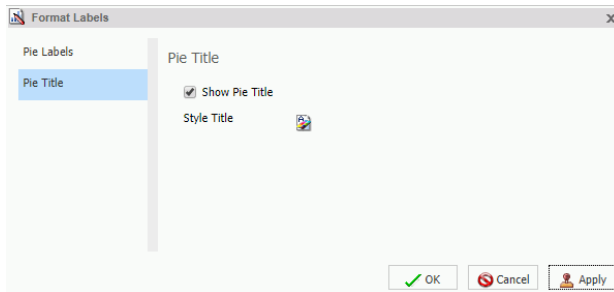 Format Labels
x
Pie Labels
Pie Title
Pie Title
Show Pie Title
Style Title
OK
Cancel
Apply